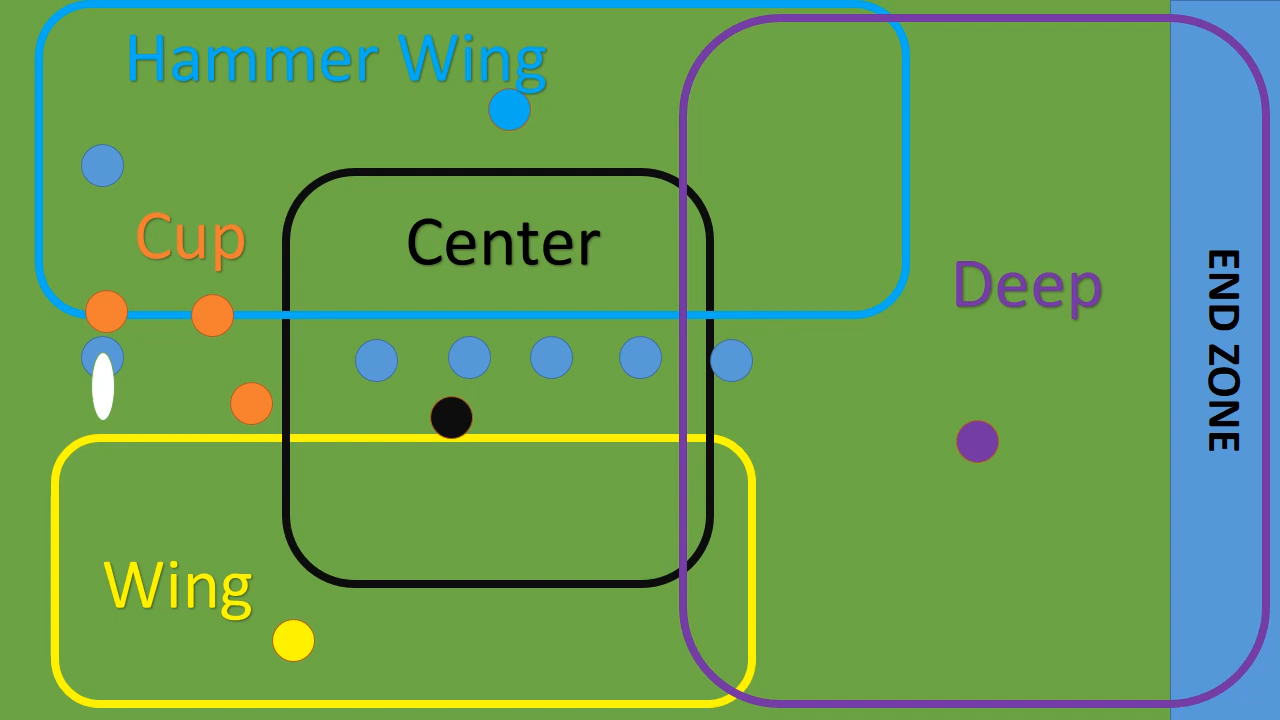 Hammer Wing
Cup
Center
Deep
END ZONE
Wing